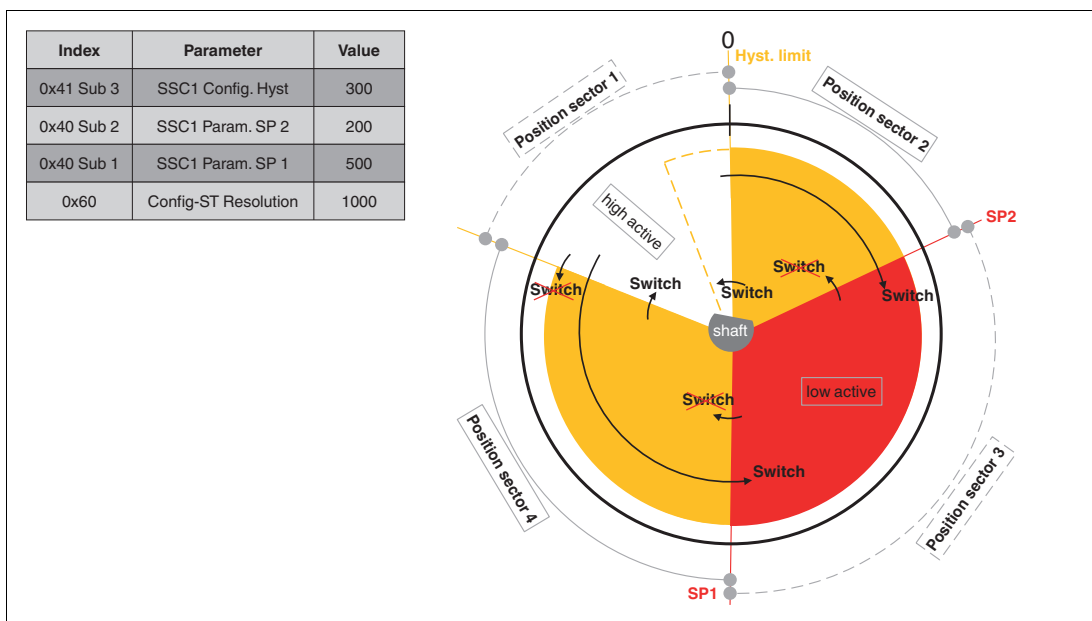 Index Parameter Value
0x41 Sub 3 SSC1 Config. Hyst 300
0x40 Sub 2 SSC1 Param. SP 2 200
0x40 Sub 1 SSC1 Param. SP 1 500
0x60 Config-ST Resolution 1000
0
Hyst. limit
Position sector 1
Position sector 2
high active
SP2
Switch
Switch
Switch
Switch
Switch
shaft
low active
Switch
Switch
Position sector 4
Position sector 3
SP1